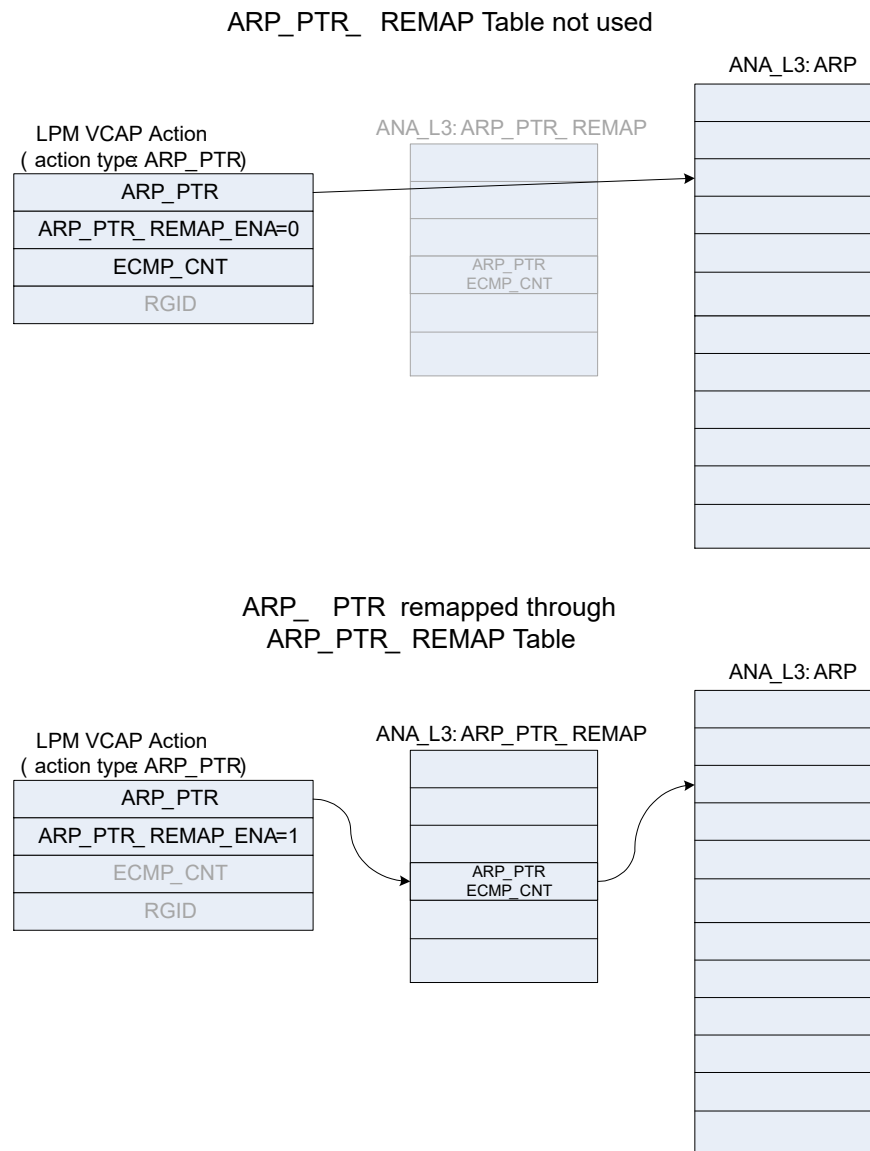 ARP_PTR_ REMAP Table not used
ANA_L3: ARP
LPM VCAP Action
( action type: ARP_PTR)
ARP_PTR
ARP_PTR_ REMAP_ENA=0
ECMP_CNT
RGID
ANA_L3: ARP_PTR_ REMAP
ARP_PTR
ECMP_CNT
ARP_ PTR remapped through
ARP_PTR_ REMAP Table
ANA_L3: ARP
LPM VCAP Action
( action type: ARP_PTR)
ARP_PTR
ARP_PTR_ REMAP_ENA=1
ECMP_CNT
RGID
ANA_L3: ARP_PTR_ REMAP
ARP_PTR
ECMP_CNT